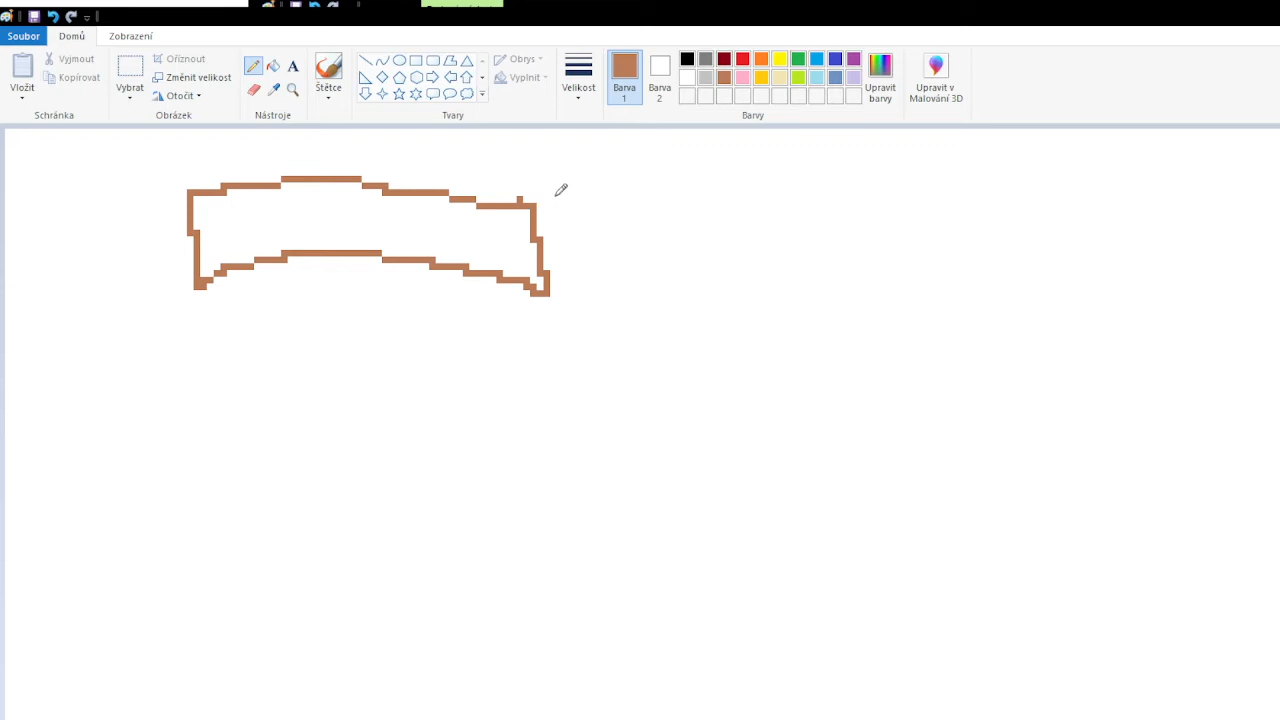 Soubor Domů Zobrazení
Vložit
Vyjmout
Kopírovat
Schránka
Vybrat
Oříznout
Změnit velikost
Otočit
Obrázek
A
Nástroje
Štětce
Obrys
Vyplnit
Tvary
Velikost
Barva
1
Barva
2
Upravit
barvy
Barvy
Upravit v
Malování 3D